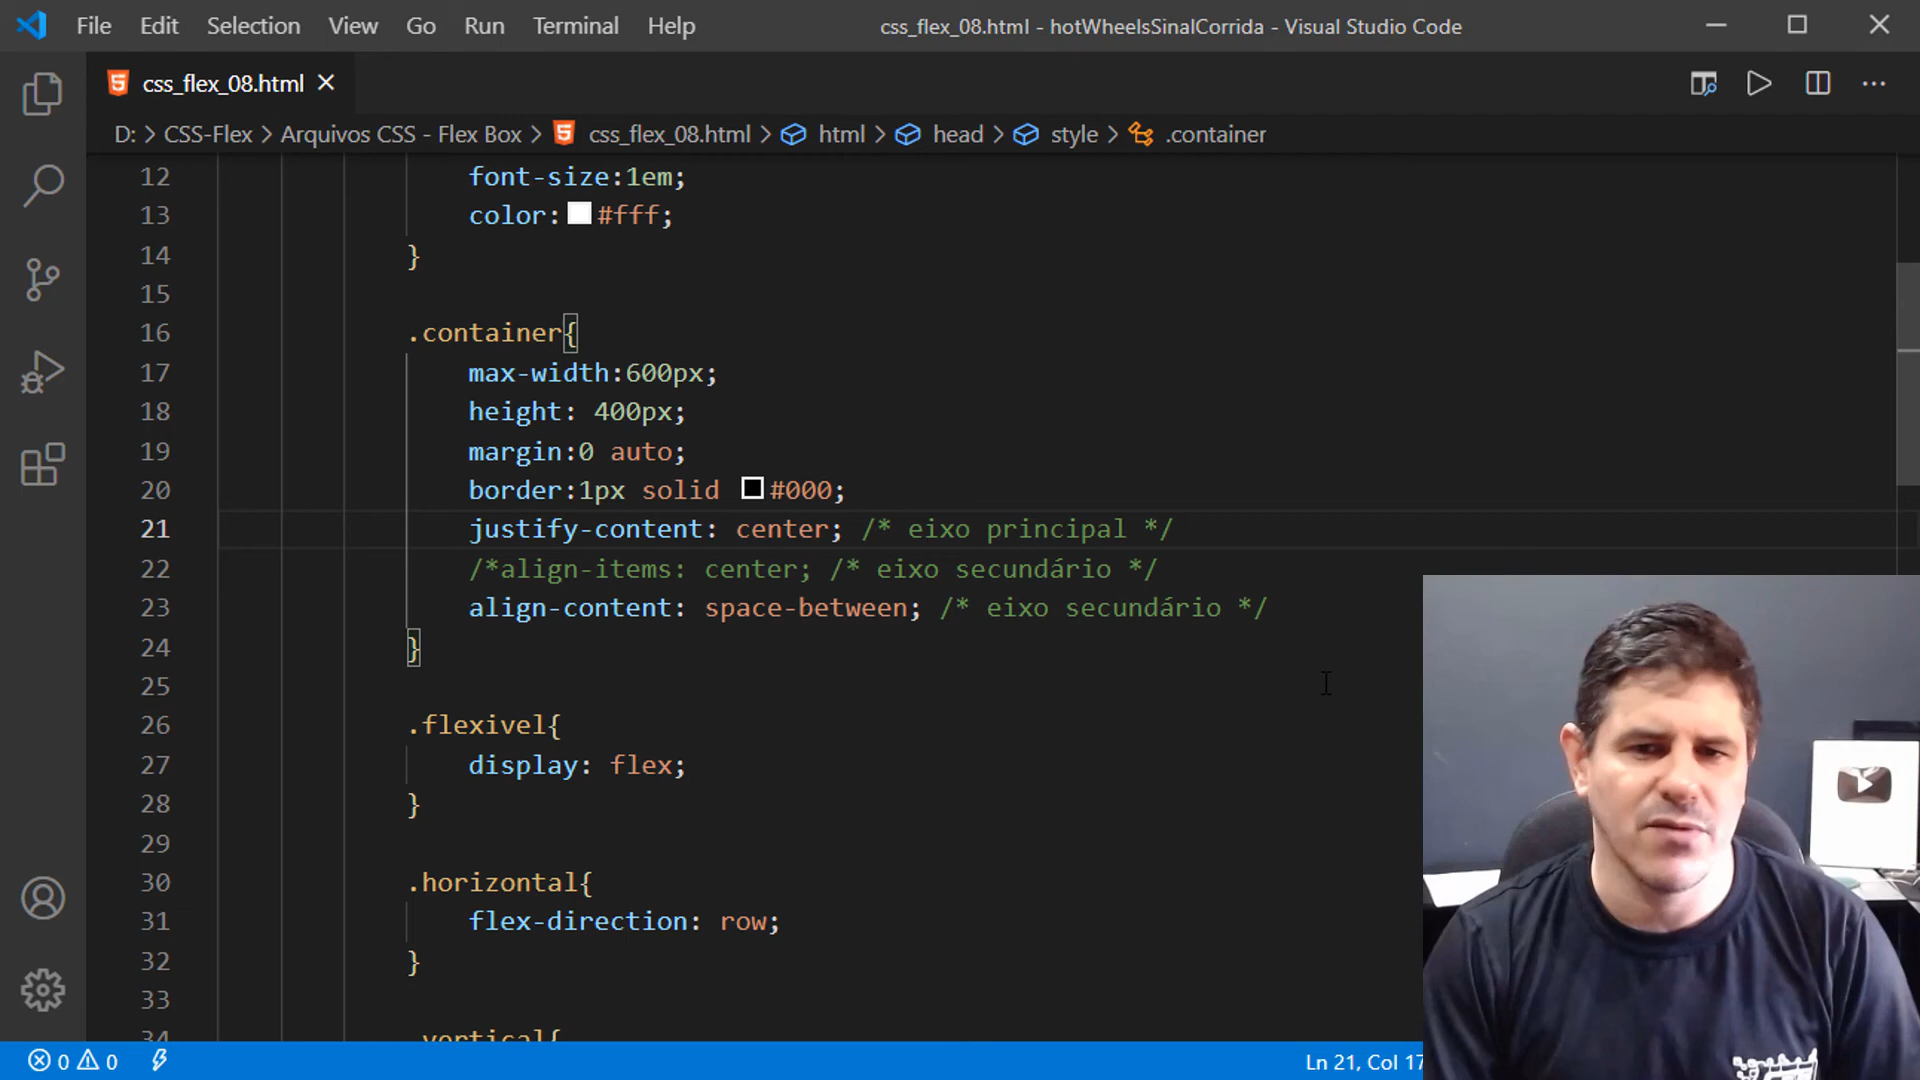 File Edit Selection View Go Run Terminal Help css_flex_08.html - hotWheelsSinalCorrida - Visual Studio Code
css_flex_08.html
D: > CSS-Flex > Arquivos CSS - Flex Box > css_flex_08.html > html > head > style > .container
12 font-size:1em;
13 color: #fff;
14 }
15
16 .container{
17 max-width:600px;
18 height: 400px;
19 margin:0 auto;
20 border:1px solid #000;
21 justify-content: center; /* eixo principal */
22 /*align-items: center; /* eixo secundário */
23 align-content: space-between; /* eixo secundário */
24 }
25
26 .flexivel{
27 display: flex;
28 }
29
30 .horizontal{
31 flex-direction: row;
32 }
33
34 .vertical{
0 0 Ln 21, Col 17